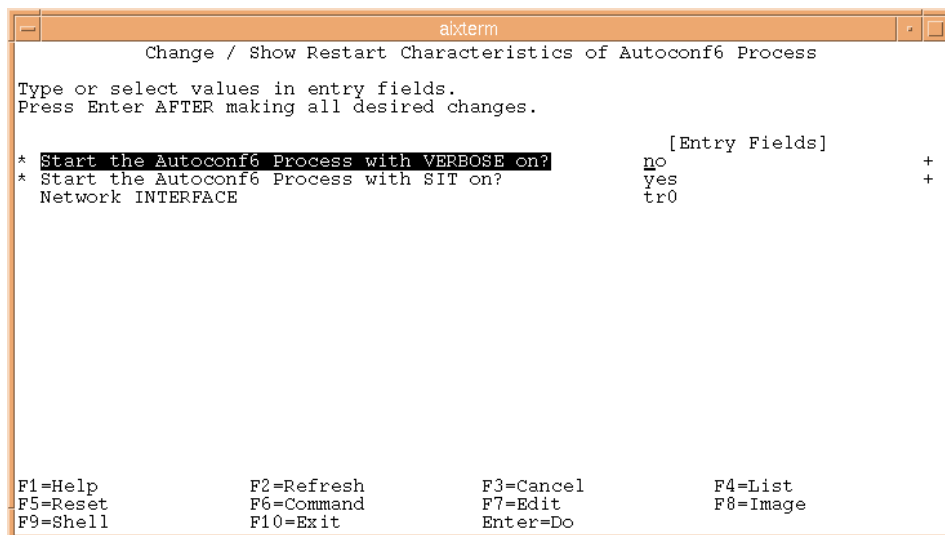 aixterm
Change / Show Restart Characteristics of Autoconf6 Process
Type or select values in entry fields.
Press Enter AFTER making all desired changes.
[Entry Fields]
* Start the Autoconf6 Process with VERBOSE on? no +
* Start the Autoconf6 Process with SIT on? yes +
Network INTERFACE tr0
F1=Help F2=Refresh F3=Cancel F4=List
F5=Reset F6=Command F7=Edit F8=Image
F9=Shell F10=Exit Enter=Do